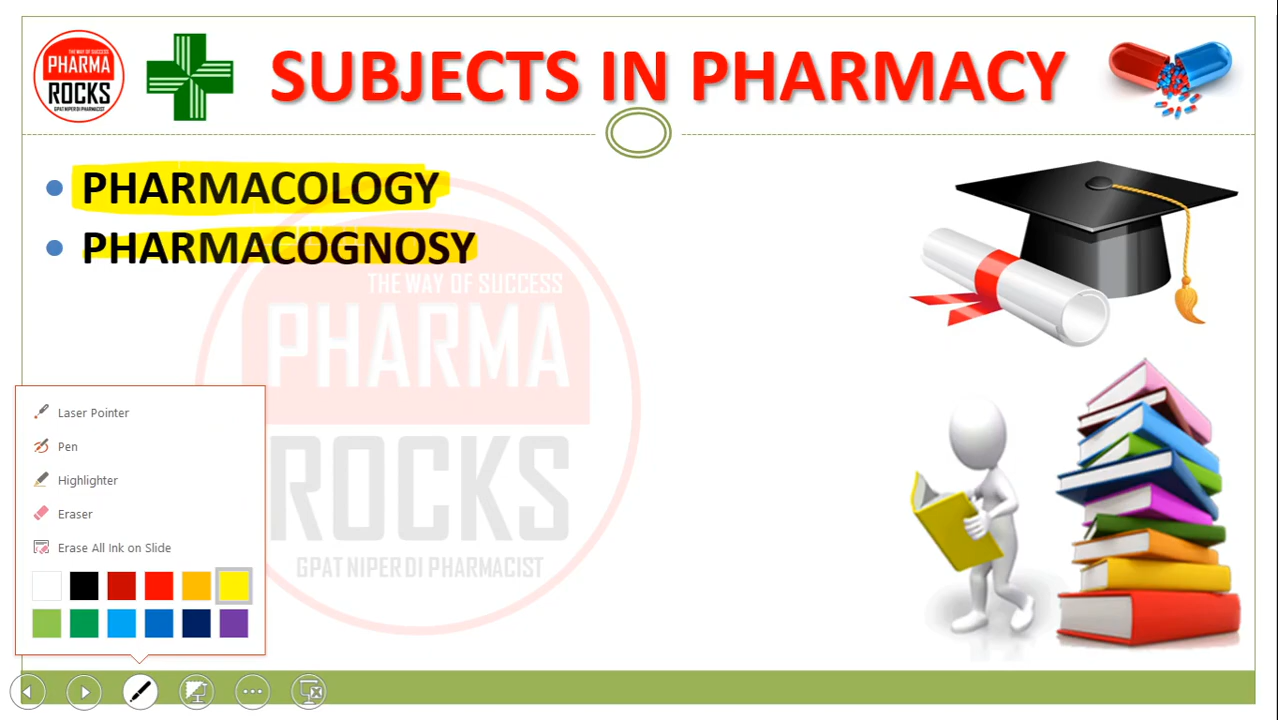 THE WAY OF SUCCESS
PHARMA
ROCKS
GPAT NIPER DI PHARMACIST
SUBJECTS IN PHARMACY
• PHARMACOLOGY
• PHARMACOGNOSY
THE WAY OF SUCCESS
PHARMA
ROCKS
GPAT NIPER DI PHARMACIST
Laser Pointer
Pen
Highlighter
Eraser
Erase All Ink on Slide